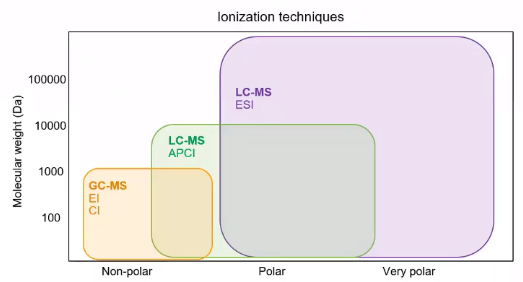 Ionization techniques
Molecular weight (Da)
100000
10000
1000
100
LC-MS
ESI
LC-MS
APCI
GC-MS
EI
CI
Non-polar
Polar
Very polar